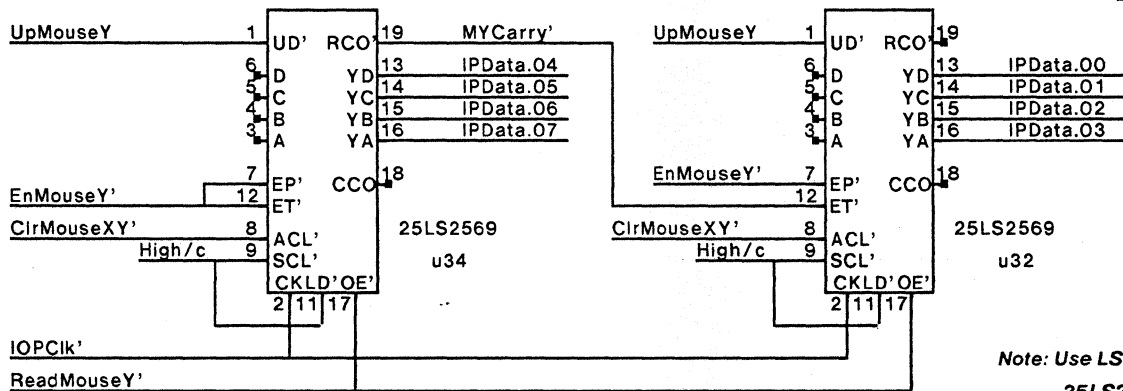 UpMouseY 1 UD' RCO' 19 MYCarry' UpMouseY 1 UD' RCO' 19
6 D YD 13 IPData.04 6 D YD 13 IPData.00
5 C YC 14 IPData.05 5 C YC 14 IPData.01
4 B YB 15 IPData.06 4 B YB 15 IPData.02
3 A YA 16 IPData.07 3 A YA 16 IPData.03
7 EP' CCO 18 EnMouseY' 7 EP' CCO 18
EnMouseY' 12 ET' 12 ET'
ClrMouseXY' 8 ACL' 25LS2569 ClrMouseXY' 8 ACL' 25LS2569
High/c 9 SCL' u34 High/c 9 SCL' u32
CK LD' OE' CK LD' OE'
2 11 17 2 11 17
IOPClk'
Note: Use LS
ReadMouseY'